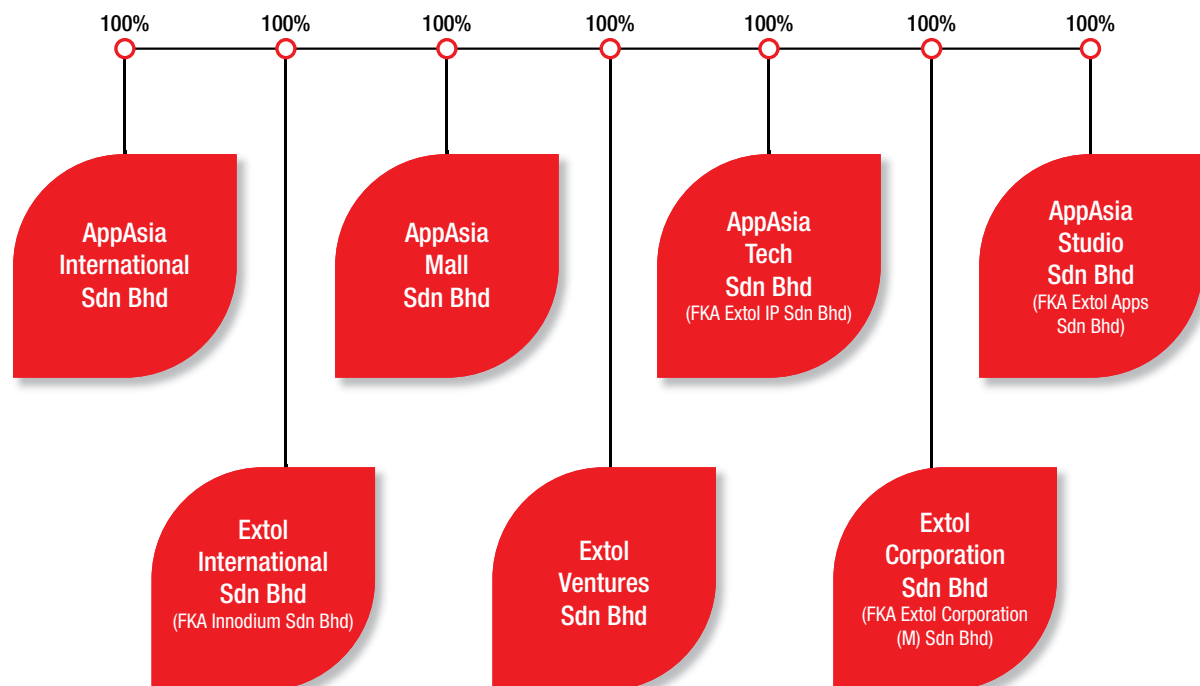 100% 100% 100% 100% 100% 100% 100%
AppAsia
International
Sdn Bhd
AppAsia
Mall
Sdn Bhd
AppAsia
Tech
Sdn Bhd
(FKA Extol IP Sdn Bhd)
AppAsia
Studio
Sdn Bhd
(FKA Extol Apps
Sdn Bhd)
Extol
International
Sdn Bhd
(FKA Innodium Sdn Bhd)
Extol
Ventures
Sdn Bhd
Extol
Corporation
Sdn Bhd
(FKA Extol Corporation
(M) Sdn Bhd)